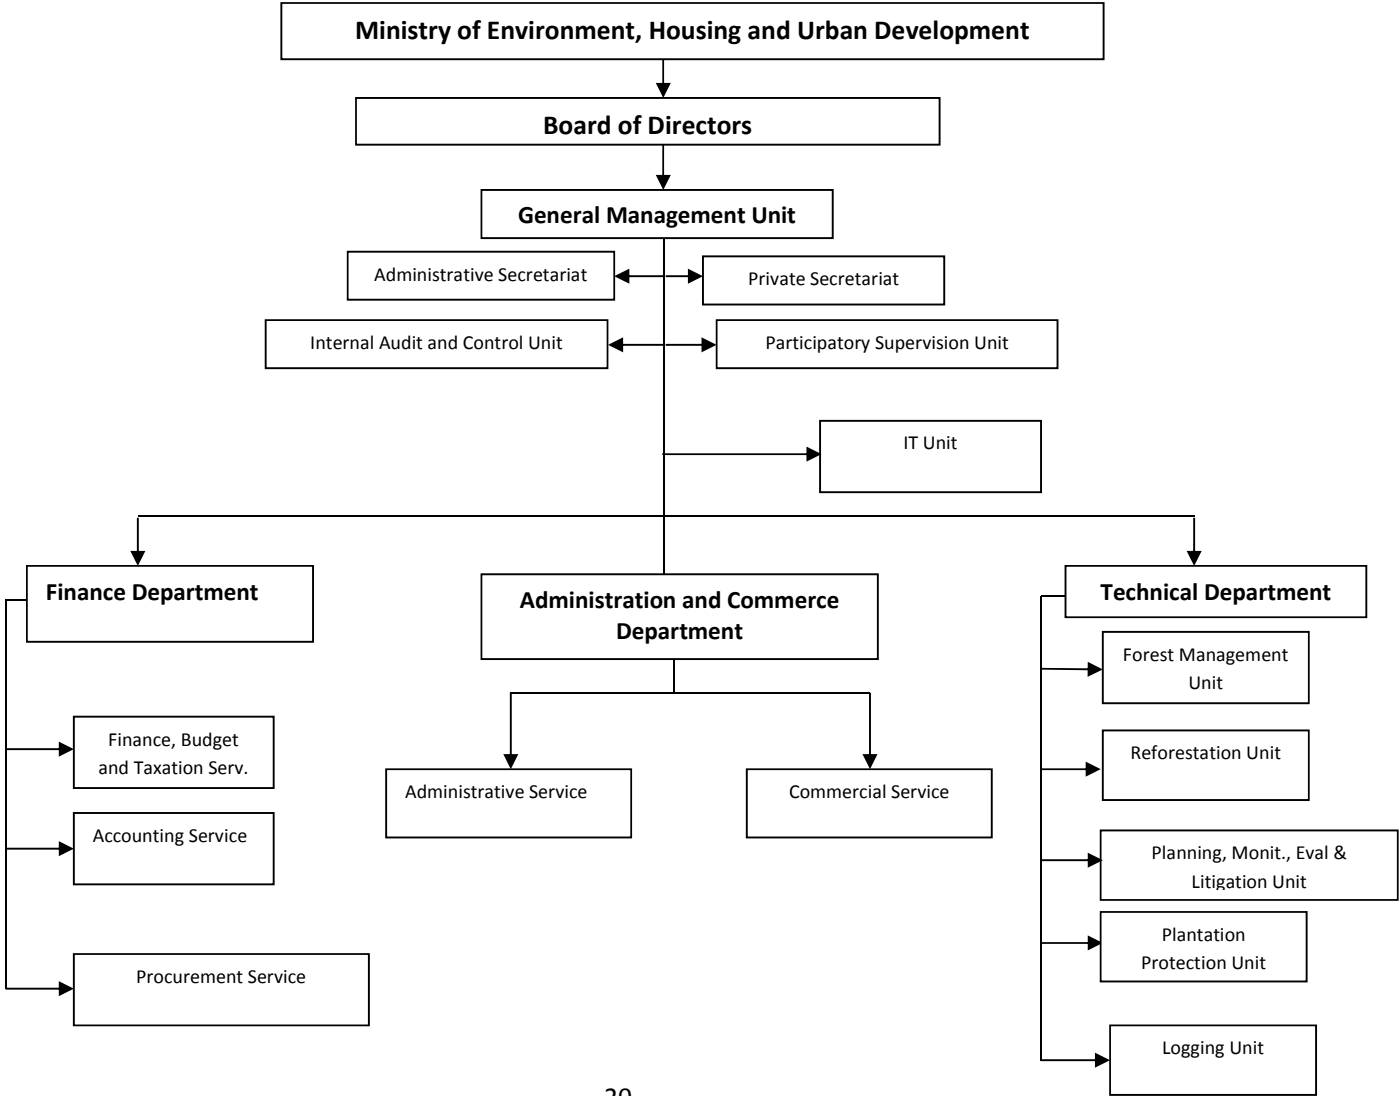 Ministry of Environment, Housing and Urban Development
Board of Directors
General Management Unit
Administrative Secretariat
Private Secretariat
Internal Audit and Control Unit
Participatory Supervision Unit
IT Unit
Finance Department
Administration and Commerce
Department
Technical Department
Finance, Budget
and Taxation Serv.
Accounting Service
Procurement Service
Administrative Service
Commercial Service
Forest Management
Unit
Reforestation Unit
Planning, Monit., Eval &
Litigation Unit
Plantation
Protection Unit
Logging Unit